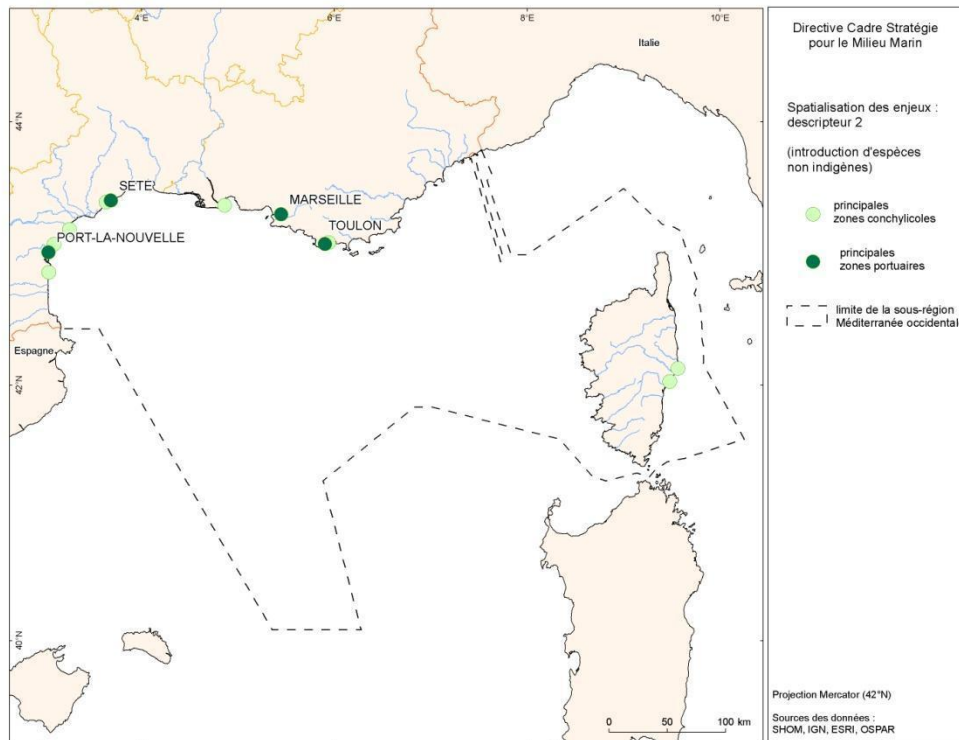 4°E
6°E
10°E
Italie
44°N
SETE
MARSEILLE
TOULON
PORT-LA-NOUVELLE
Espagne
42°N
40°N
0 50 100 km
Directive Cadre Stratégie
pour le Milieu Marin
Spatialisation des enjeux :
descripteur 2
(introduction d'espèces
non indigènes)
principales
zones conchylicoles
principales
zones portuaires
limite de la sous-région
Méditerranée occidentale
Projection Mercator (42°N)
Sources des données :
SHOM, IGN, ESRI, OSPAR